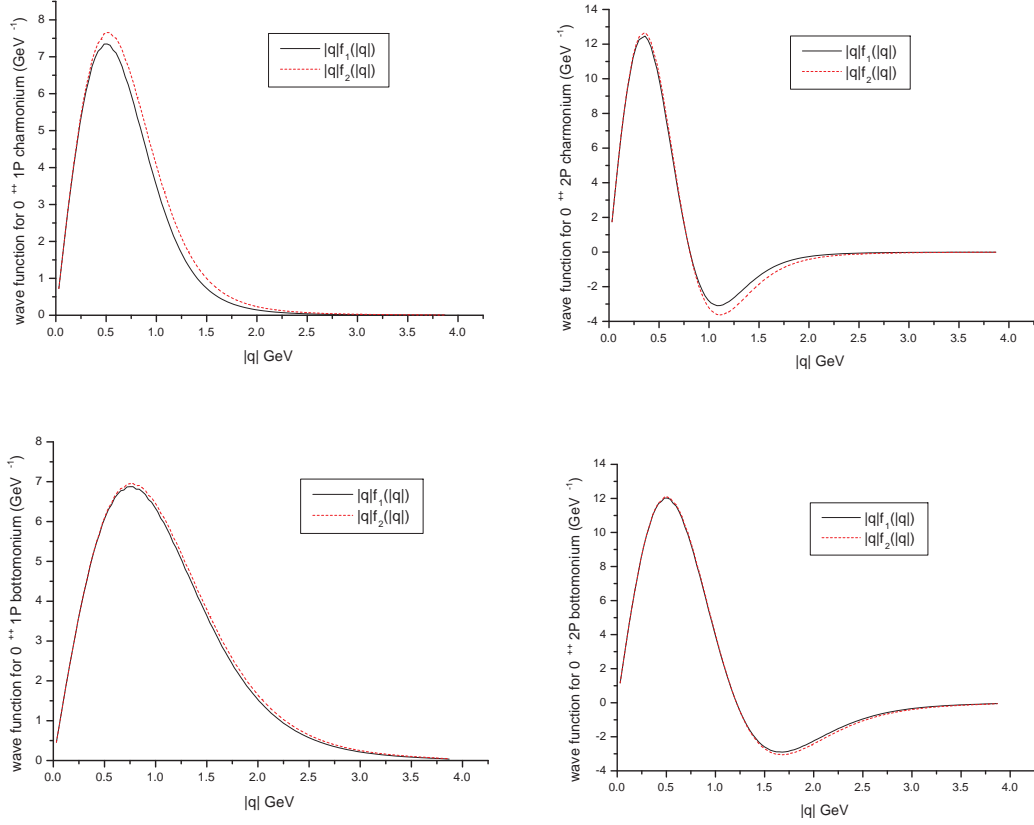 wave function for 0 ++ 1P charmonium (GeV -1)
8
7
6
5
4
3
2
1
0
0.0 0.5 1.0 1.5 2.0 2.5 3.0 3.5 4.0
|q| GeV
|q|f1(|q|)
|q|f2(|q|)
wave function for 0 ++ 2P charmonium (GeV -1)
14
12
10
8
6
4
2
0
-2
-4
0.0 0.5 1.0 1.5 2.0 2.5 3.0 3.5 4.0
|q| GeV
|q|f1(|q|)
|q|f2(|q|)
wave function for 0 ++ 1P bottomonium (GeV -1)
8
7
6
5
4
3
2
1
0
0.0 0.5 1.0 1.5 2.0 2.5 3.0 3.5 4.0
|q| GeV
|q|f1(|q|)
|q|f2(|q|)
wave function for 0 ++ 2P bottomonium (GeV -1)
14
12
10
8
6
4
2
0
-2
-4
0.0 0.5 1.0 1.5 2.0 2.5 3.0 3.5 4.0
|q| GeV
|q|f1(|q|)
|q|f2(|q|)